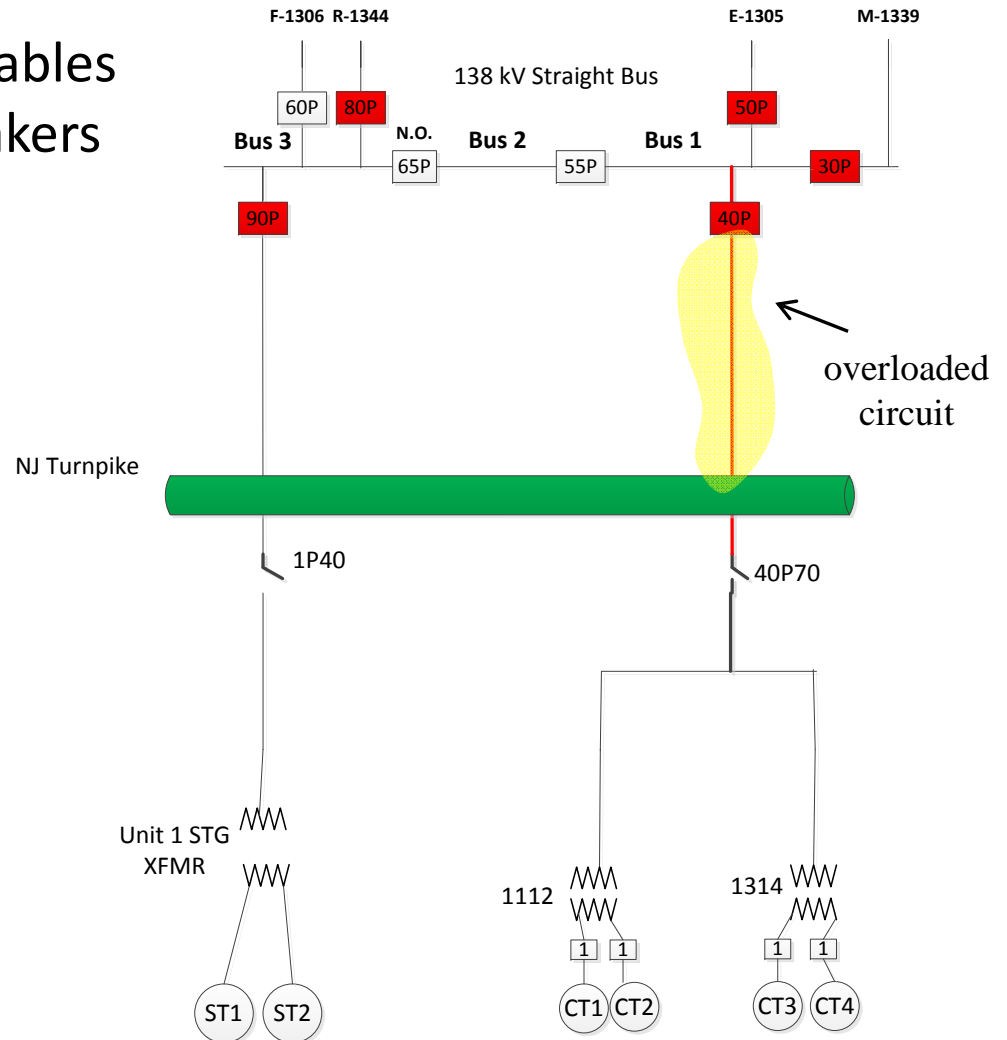 ables
akers
F-1306 R-1344
E-1305
M-1339
138 kV Straight Bus
60P
80P
50P
Bus 3
N.O.
Bus 2
Bus 1
65P
55P
30P
90P
40P
overloaded
circuit
NJ Turnpike
1P40
40P70
Unit 1 STG
XFMR
1112
1314
1
1
1
1
ST1
ST2
CT1
CT2
CT3
CT4